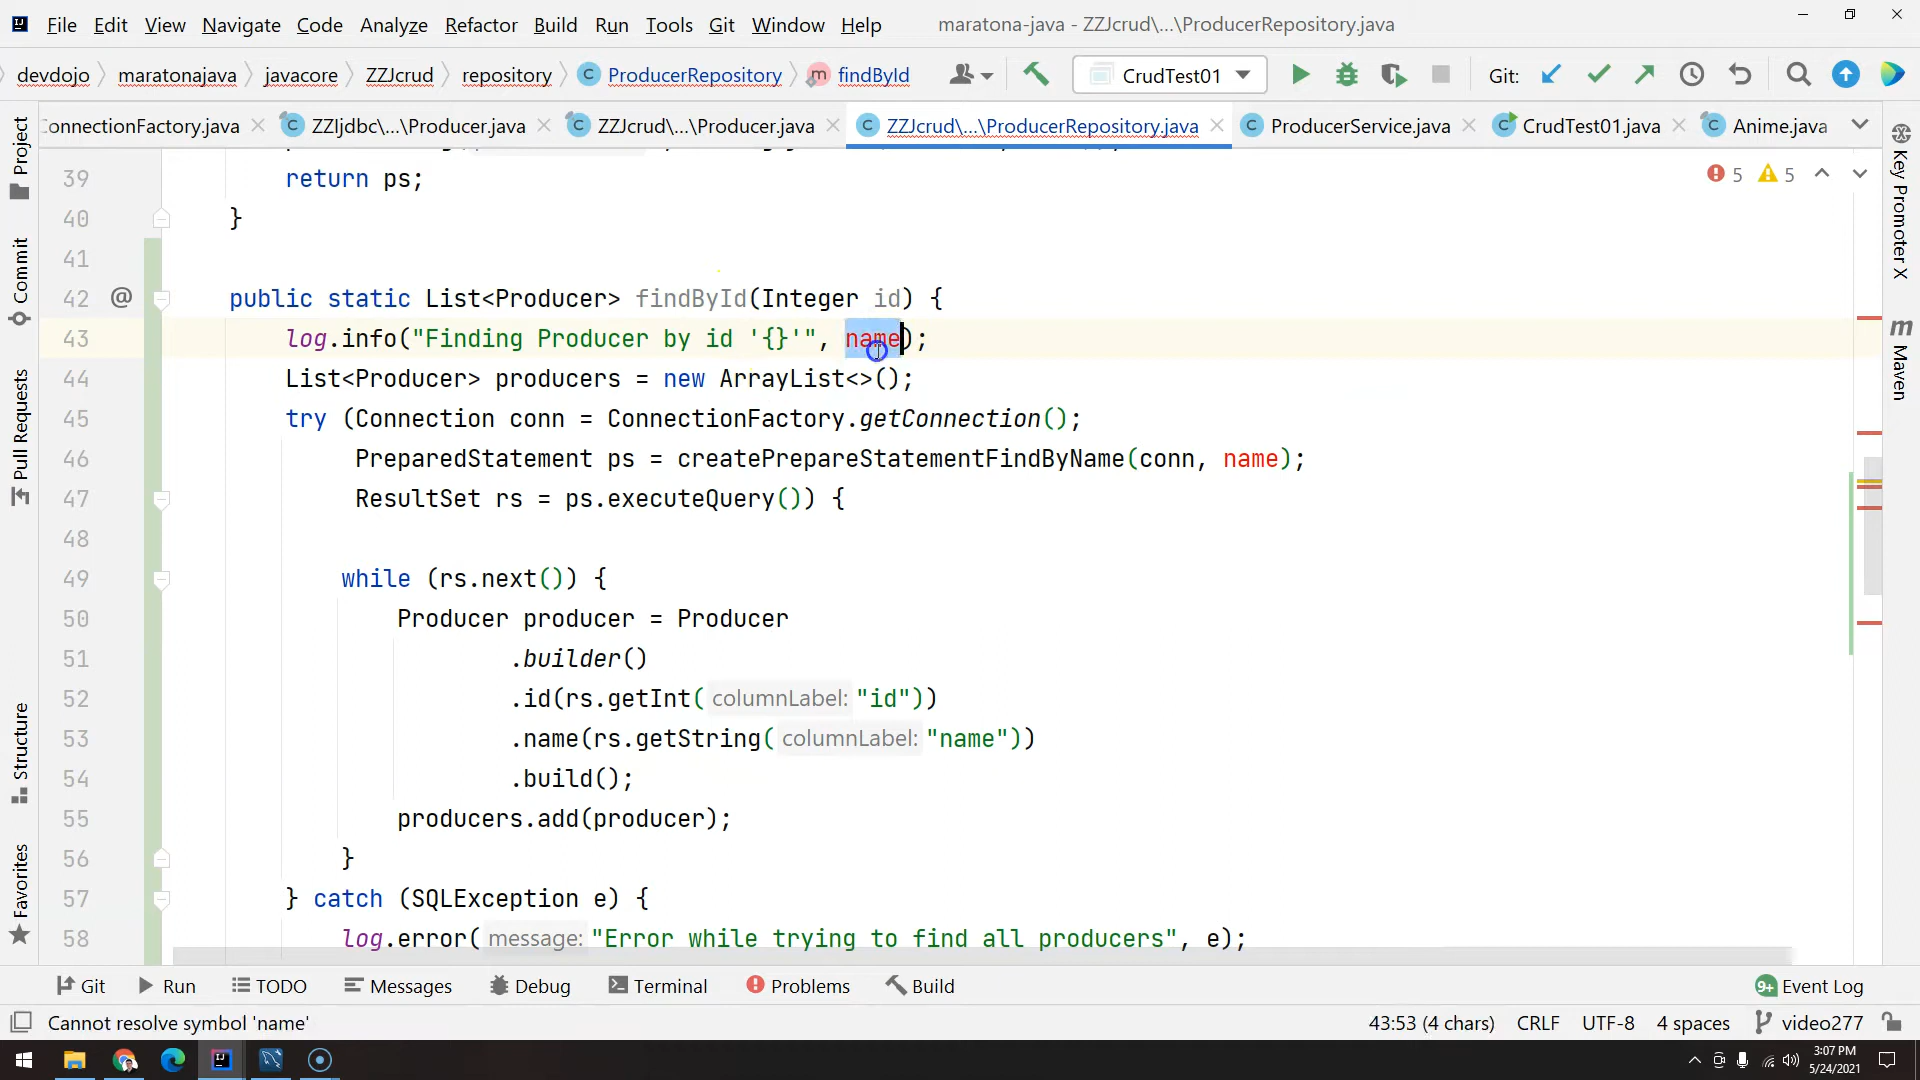 File Edit View Navigate Code Analyze Refactor Build Run Tools Git Window Help maratona-java - ZZJcrud\...\ProducerRepository.java
devdojo maratonajava javacore ZZJcrud repository ProducerRepository findById CrudTest01 Git:
ConnectionFactory.java ZZIjdbc\...\Producer.java ZZJcrud\...\Producer.java ZZJcrud\...\ProducerRepository.java ProducerService.java CrudTest01.java Anime.java
Project
Commit
Pull Requests
Structure
Favorites
39 return ps;
40 }
41
42 @ public static List<Producer> findById(Integer id) {
43 log.info("Finding Producer by id '{}'", name);
44 List<Producer> producers = new ArrayList<>();
45 try (Connection conn = ConnectionFactory.getConnection();
46 PreparedStatement ps = createPrepareStatementFindByName(conn, name);
47 ResultSet rs = ps.executeQuery()) {
48
49 while (rs.next()) {
50 Producer producer = Producer
51 .builder()
52 .id(rs.getInt( columnLabel: "id"))
53 .name(rs.getString( columnLabel: "name"))
54 .build();
55 producers.add(producer);
56 }
57 } catch (SQLException e) {
58 log.error( message: "Error while trying to find all producers", e);
5 5
Key Promoter X
m Maven
Git Run TODO Messages Debug Terminal Problems Build 9+ Event Log
Cannot resolve symbol 'name' 43:53 (4 chars) CRLF UTF-8 4 spaces video277
3:07 PM
5/24/2021